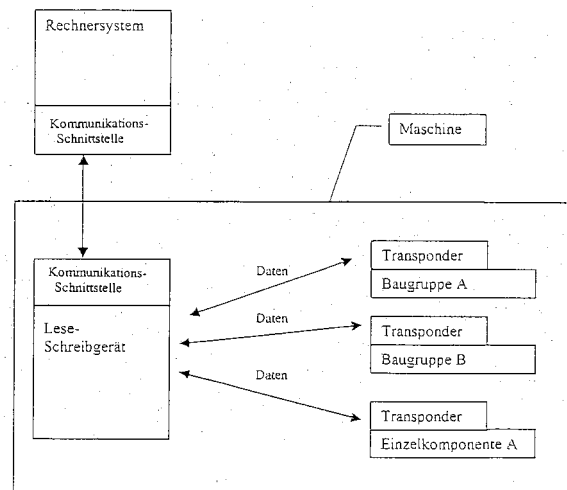 Rechnersystem
Kommunikations-
Schnittstelle
Maschine
Kommunikations-
Schnittstelle
Lese-
Schreibgerät
Daten
Transponder
Baugruppe A
Daten
Transponder
Baugruppe B
Daten
Transponder
Einzelkomponente A